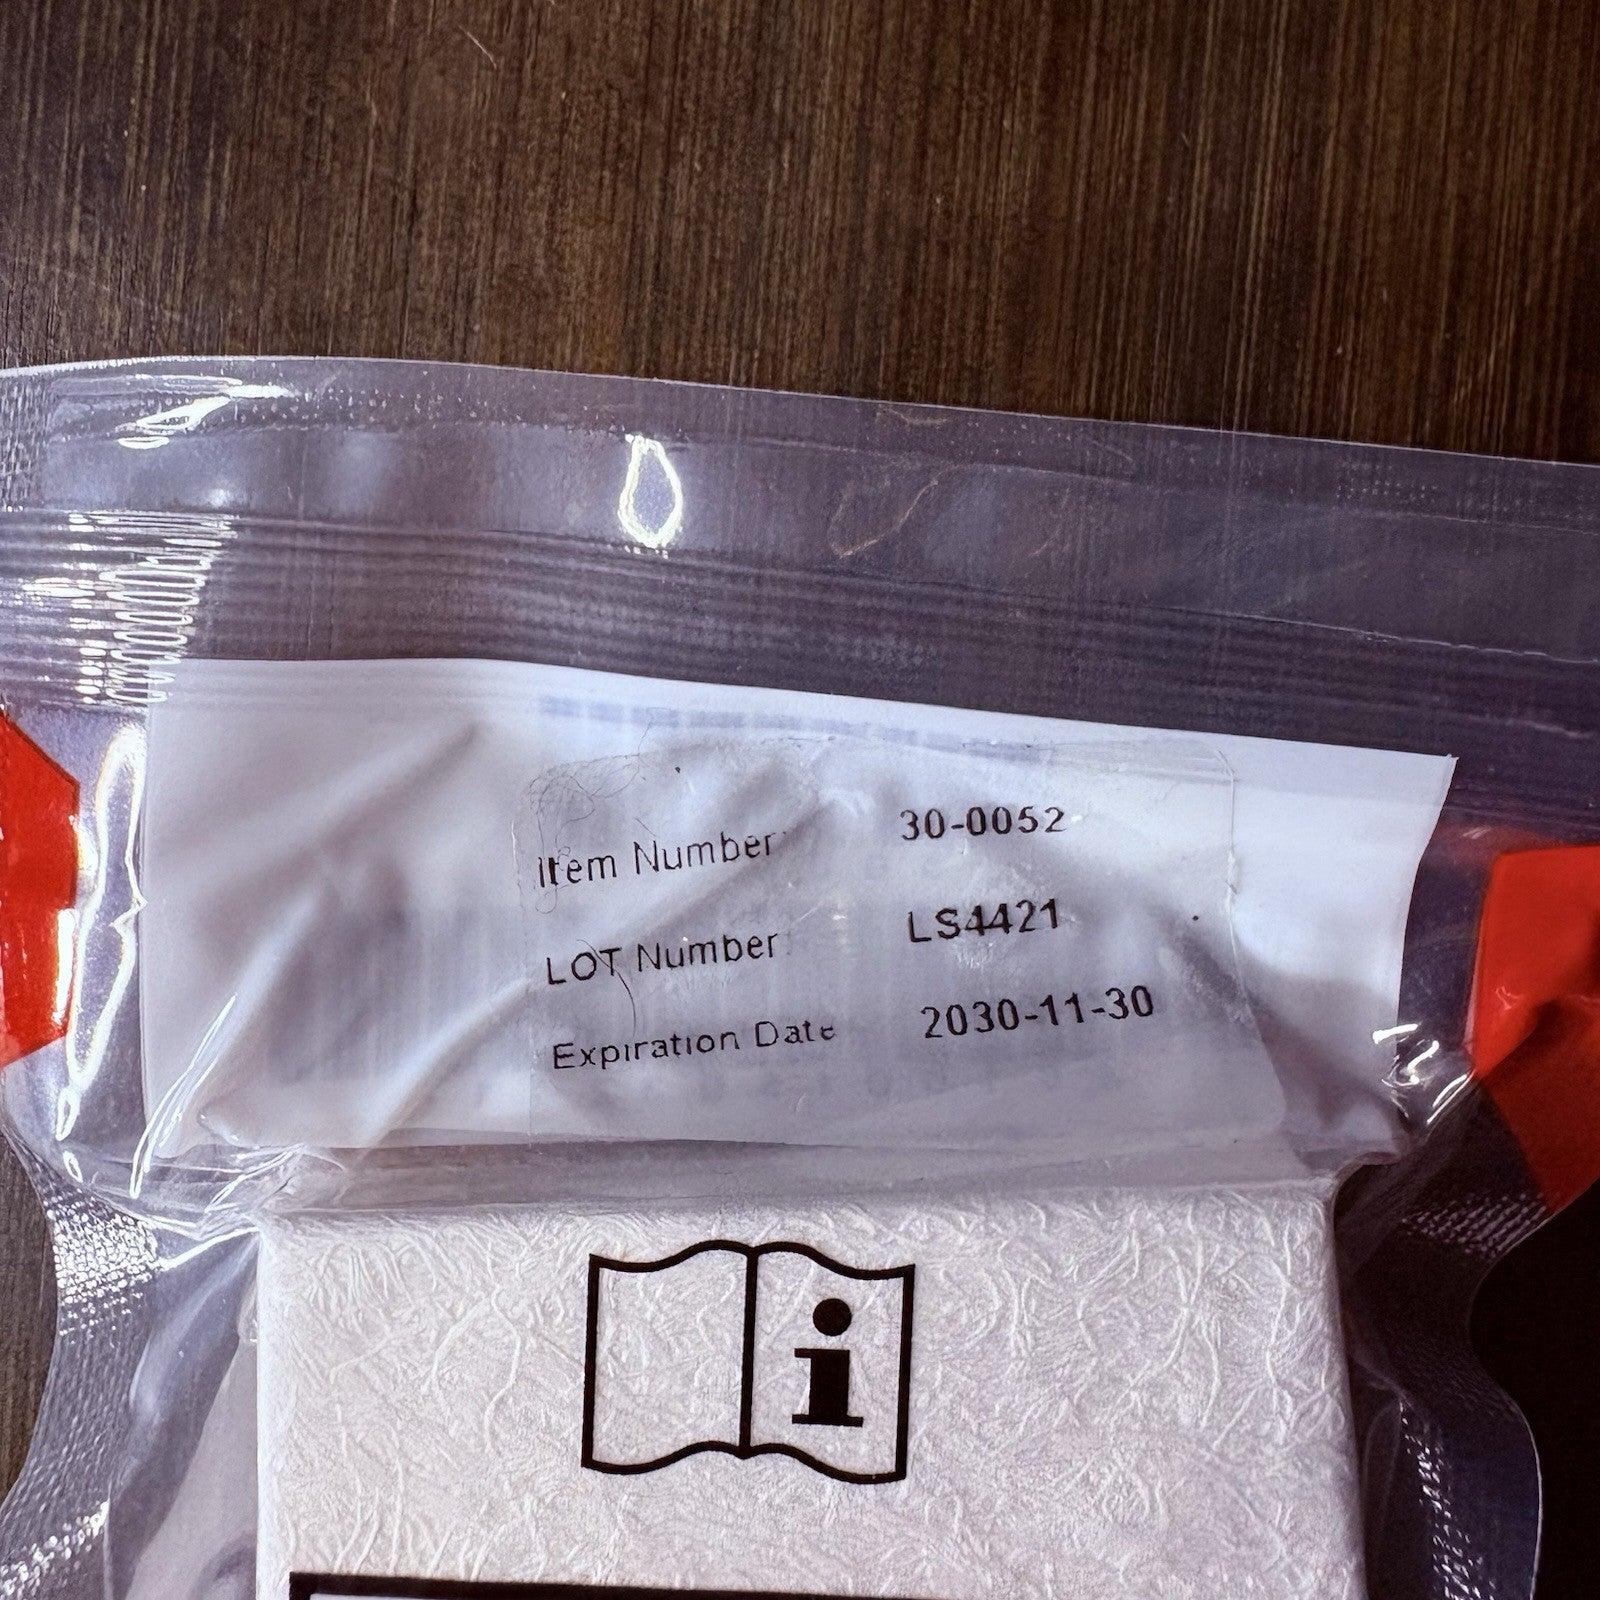 Item Number 30-0052
LOT Number LS4421
Expiration Date 2030-11-30
i